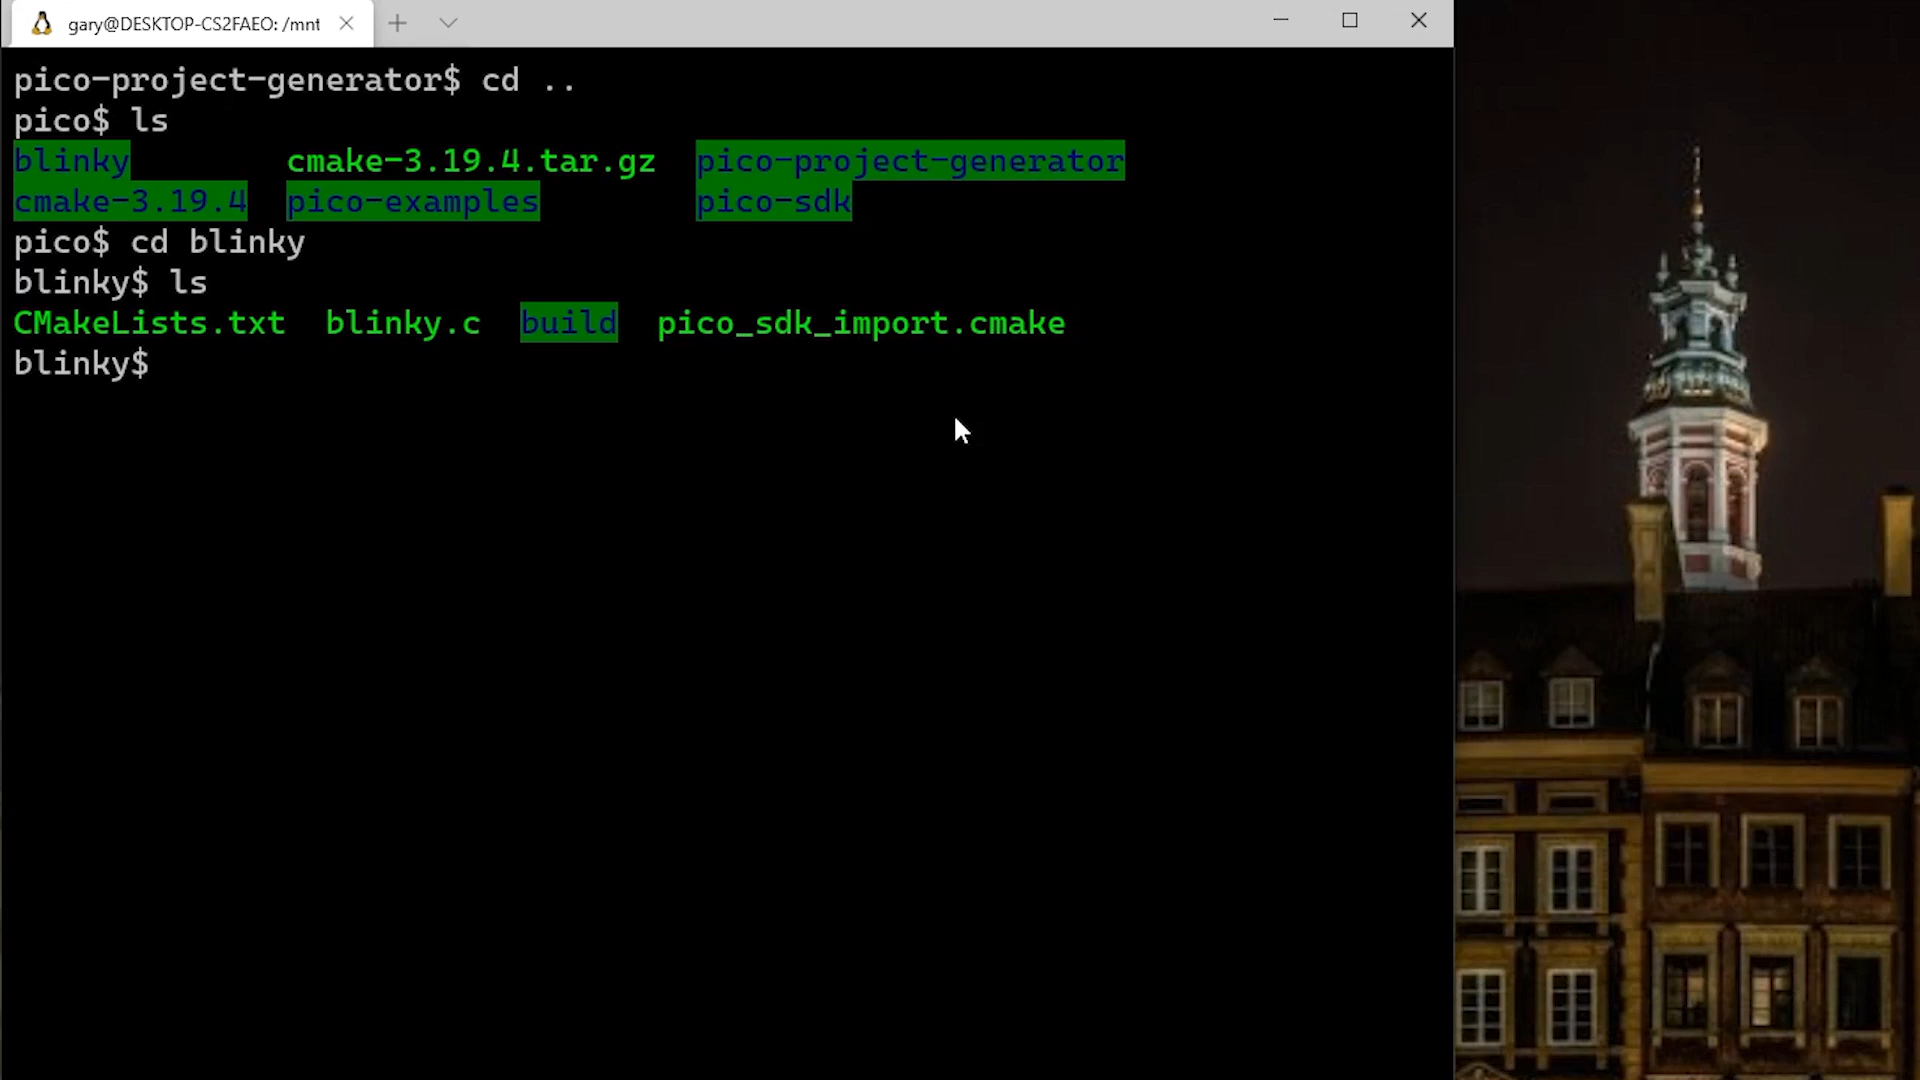 gary@DESKTOP-CS2FAEO: /mnt
pico-project-generator$ cd ..
pico$ ls
blinky cmake-3.19.4.tar.gz pico-project-generator
cmake-3.19.4 pico-examples pico-sdk
pico$ cd blinky
blinky$ ls
CMakeLists.txt blinky.c build pico_sdk_import.cmake
blinky$